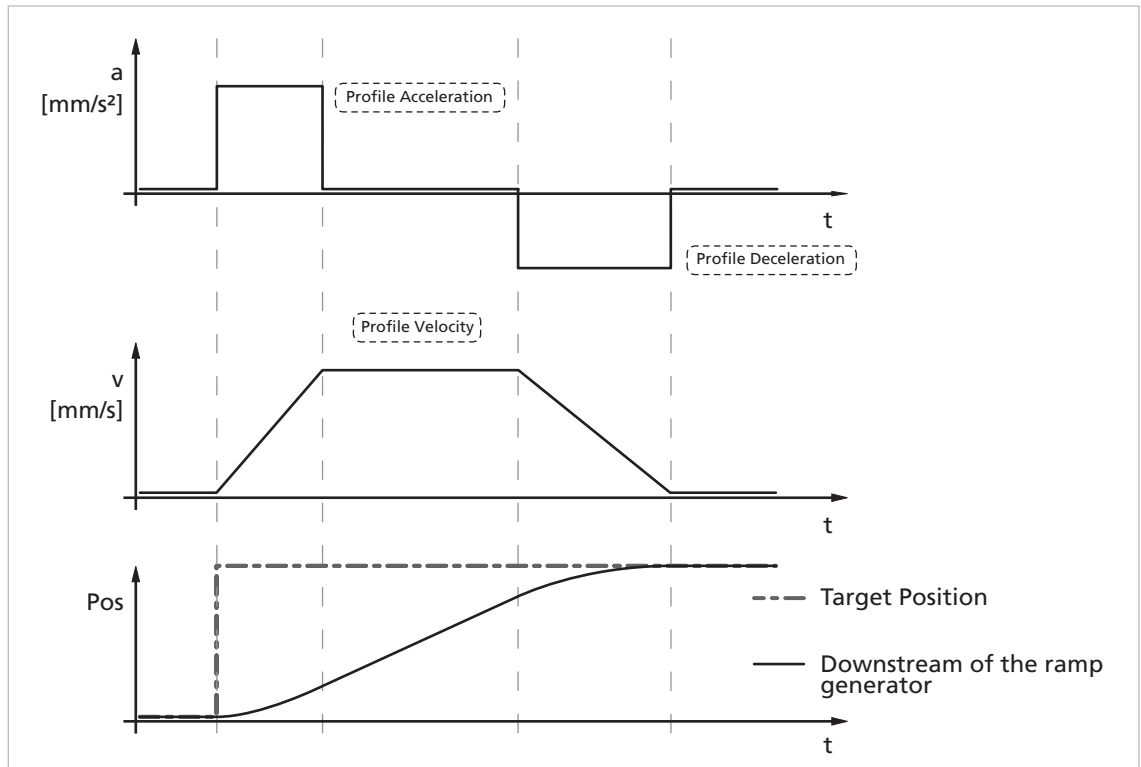 a
[mm/s²]
Profile Acceleration
t
Profile Deceleration
Profile Velocity
v
[mm/s]
t
Pos
Target Position
Downstream of the ramp
generator
t